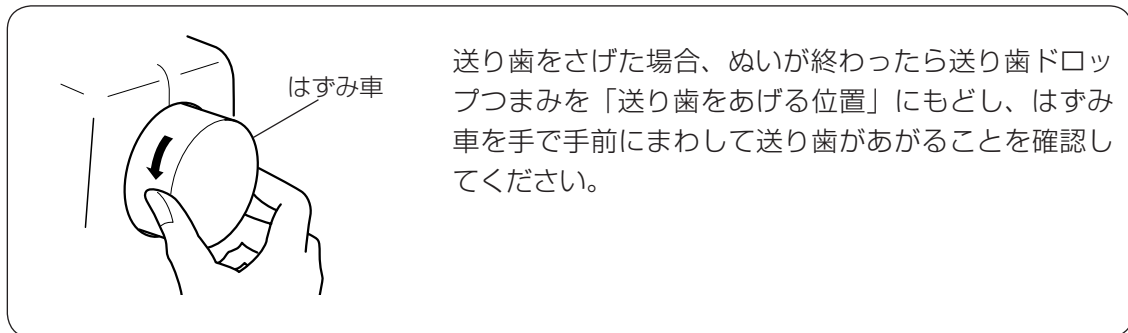 はずみ車
送り歯をさげた場合、ぬいが終わったら送り歯ドロッ
プつまみを「送り歯をあげる位置」にもどし、はずみ
車を手で手前にまわして送り歯があがることを確認し
てください。